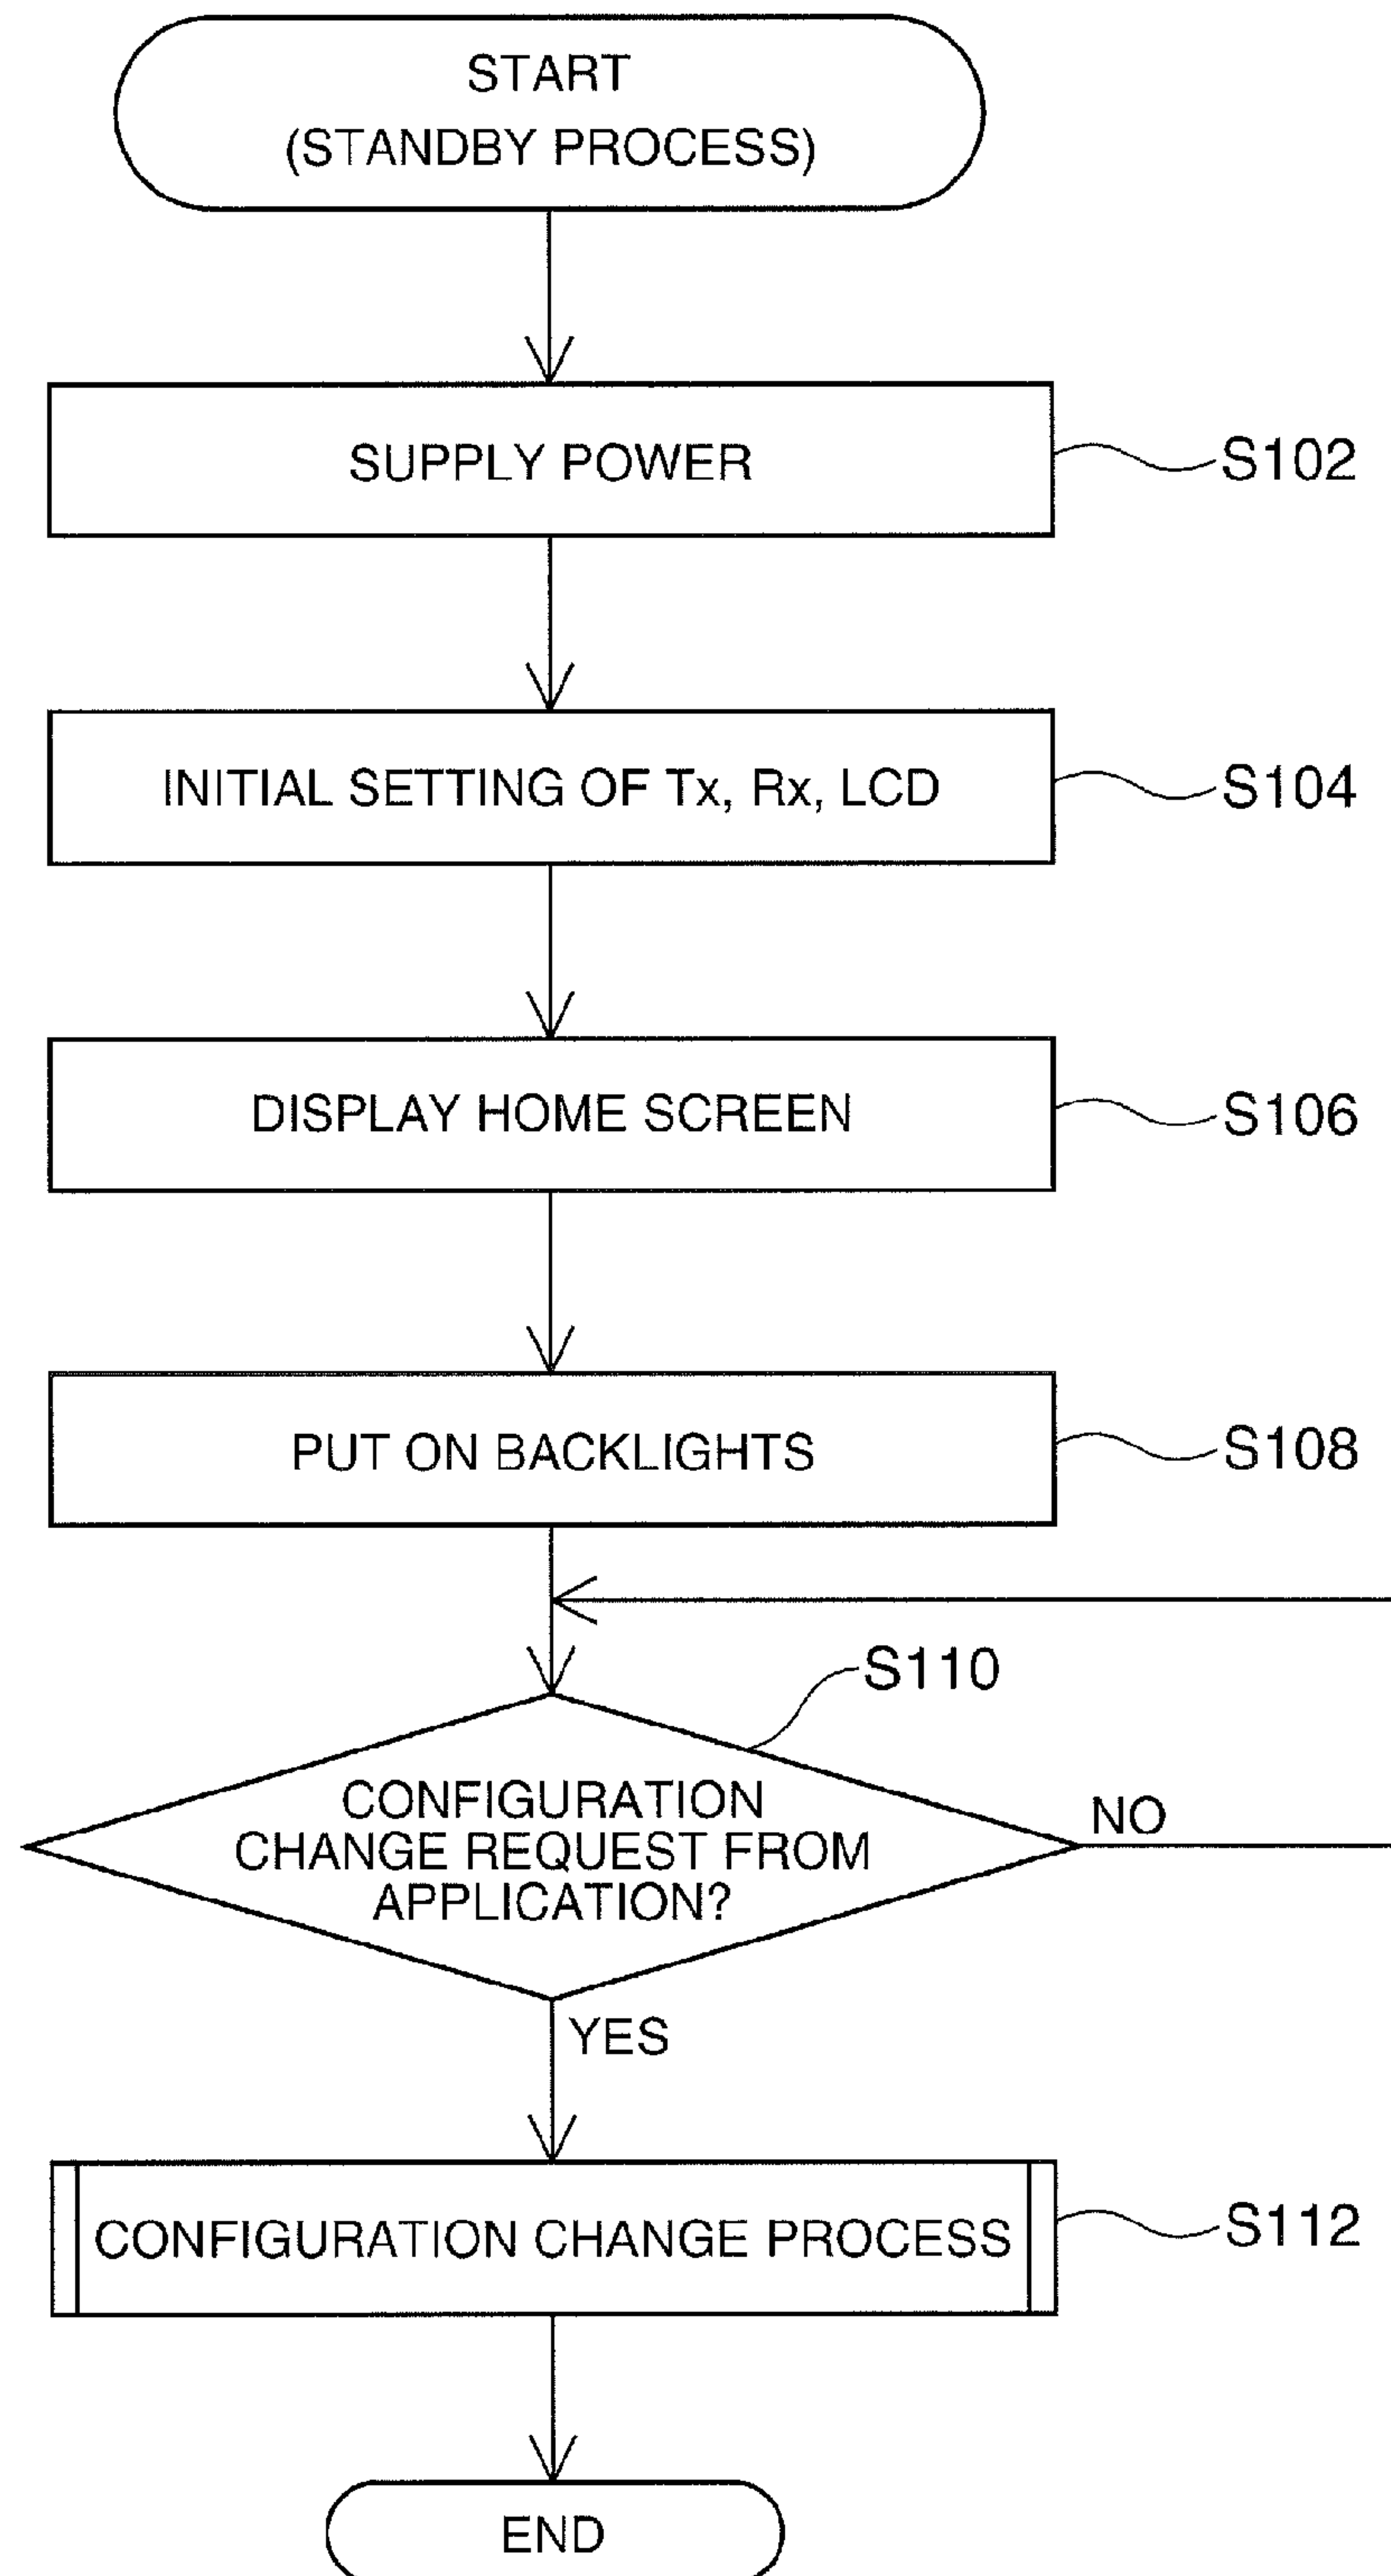 START
(STANDBY PROCESS)
SUPPLY POWER
S102
INITIAL SETTING OF Tx, Rx, LCD
S104
DISPLAY HOME SCREEN
S106
PUT ON BACKLIGHTS
S108
S110
CONFIGURATION
CHANGE REQUEST FROM
APPLICATION?
NO
YES
CONFIGURATION CHANGE PROCESS
S112
END